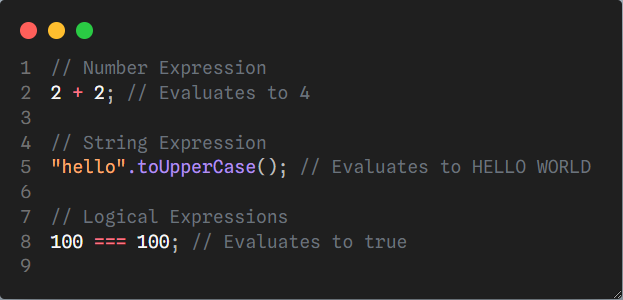 1 // Number Expression
2 2 + 2; // Evaluates to 4
3
4 // String Expression
5 "hello".toUpperCase(); // Evaluates to HELLO WORLD
6
7 // Logical Expressions
8 100 === 100; // Evaluates to true
9